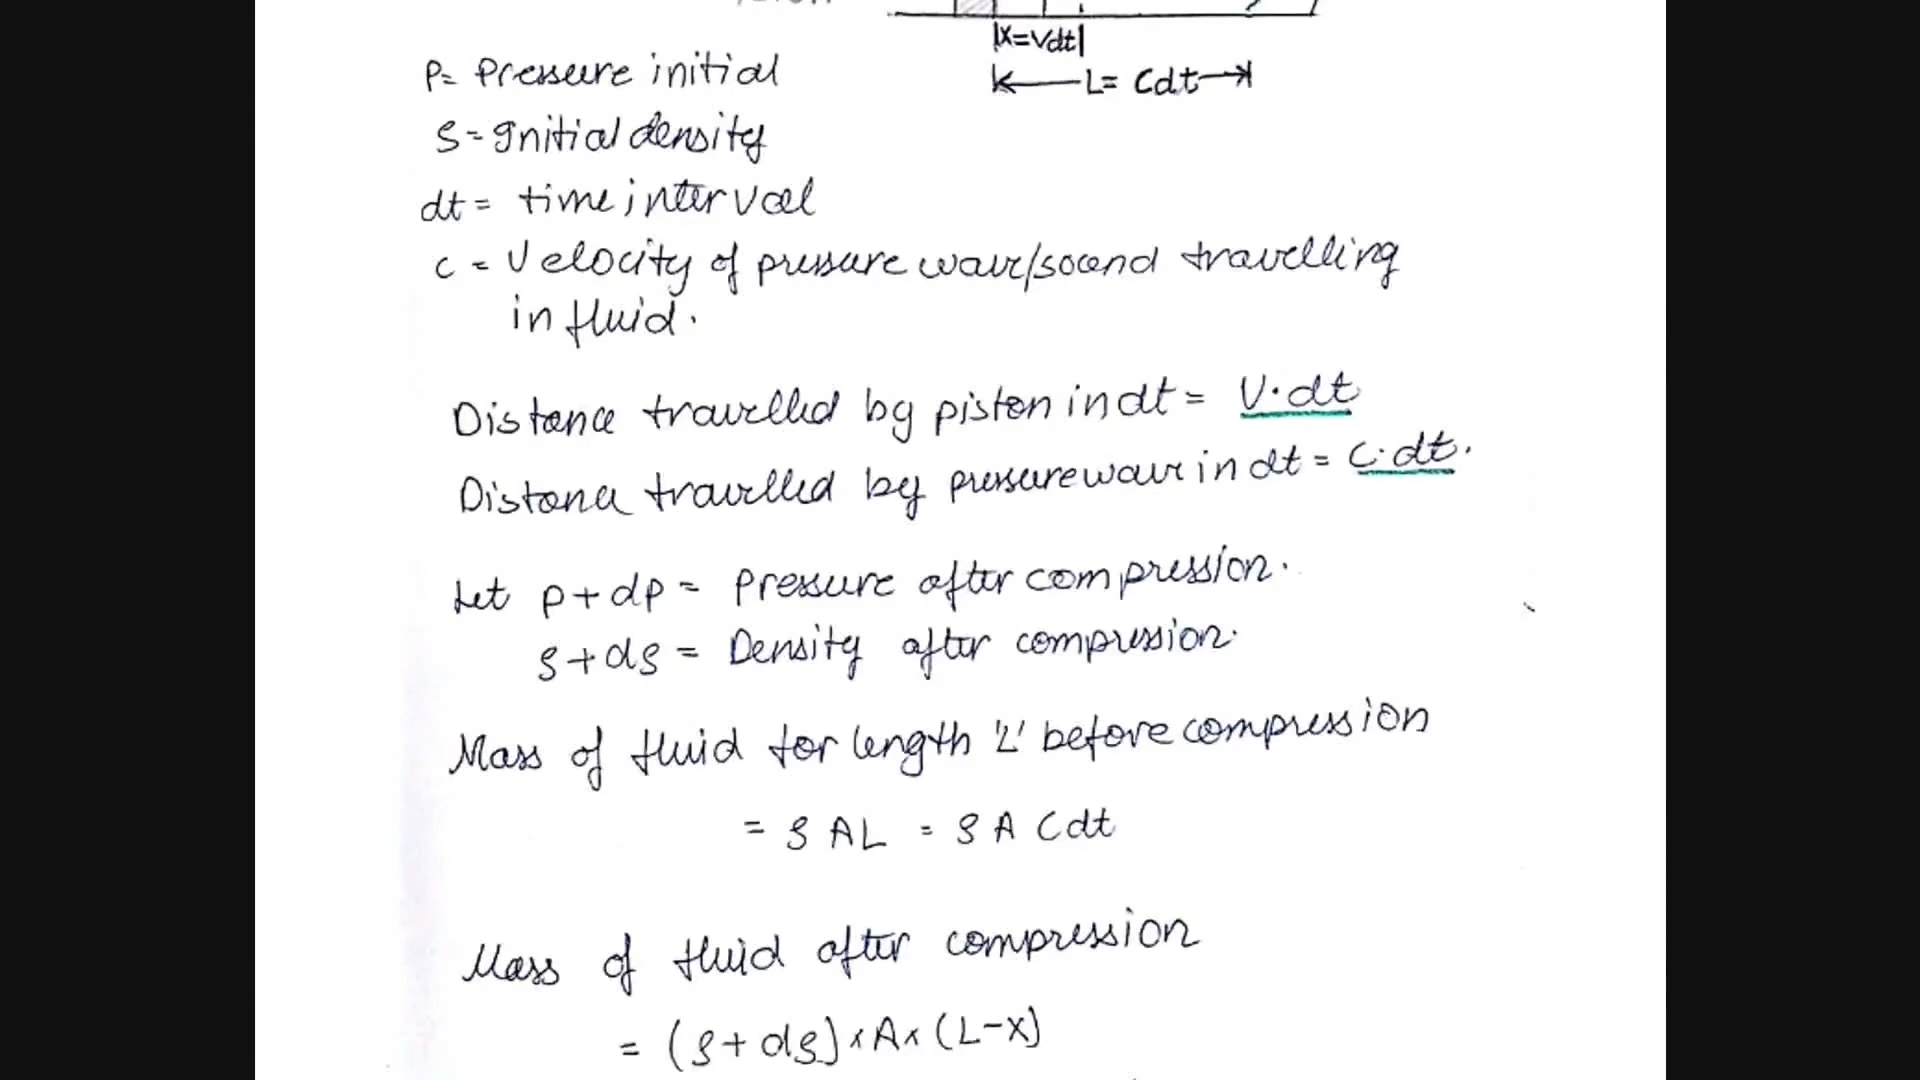 |x=Vdt|
P= Pressure initial
L= Cdt
ρ=Initial density
dt= time interval
C = Velocity of pressure wave/sound travelling
in fluid.
Distance travelled by piston in dt= V·dt
Distance travelled by pressure wave in dt = C·dt.
Let P+dp = Pressure after compression.
ρ+dρ = Density after compression.
Mass of fluid for length 'L' before compression
= ρ AL = ρ A Cdt
Mass of fluid after compression
= (ρ+dρ)×A×(L-x)